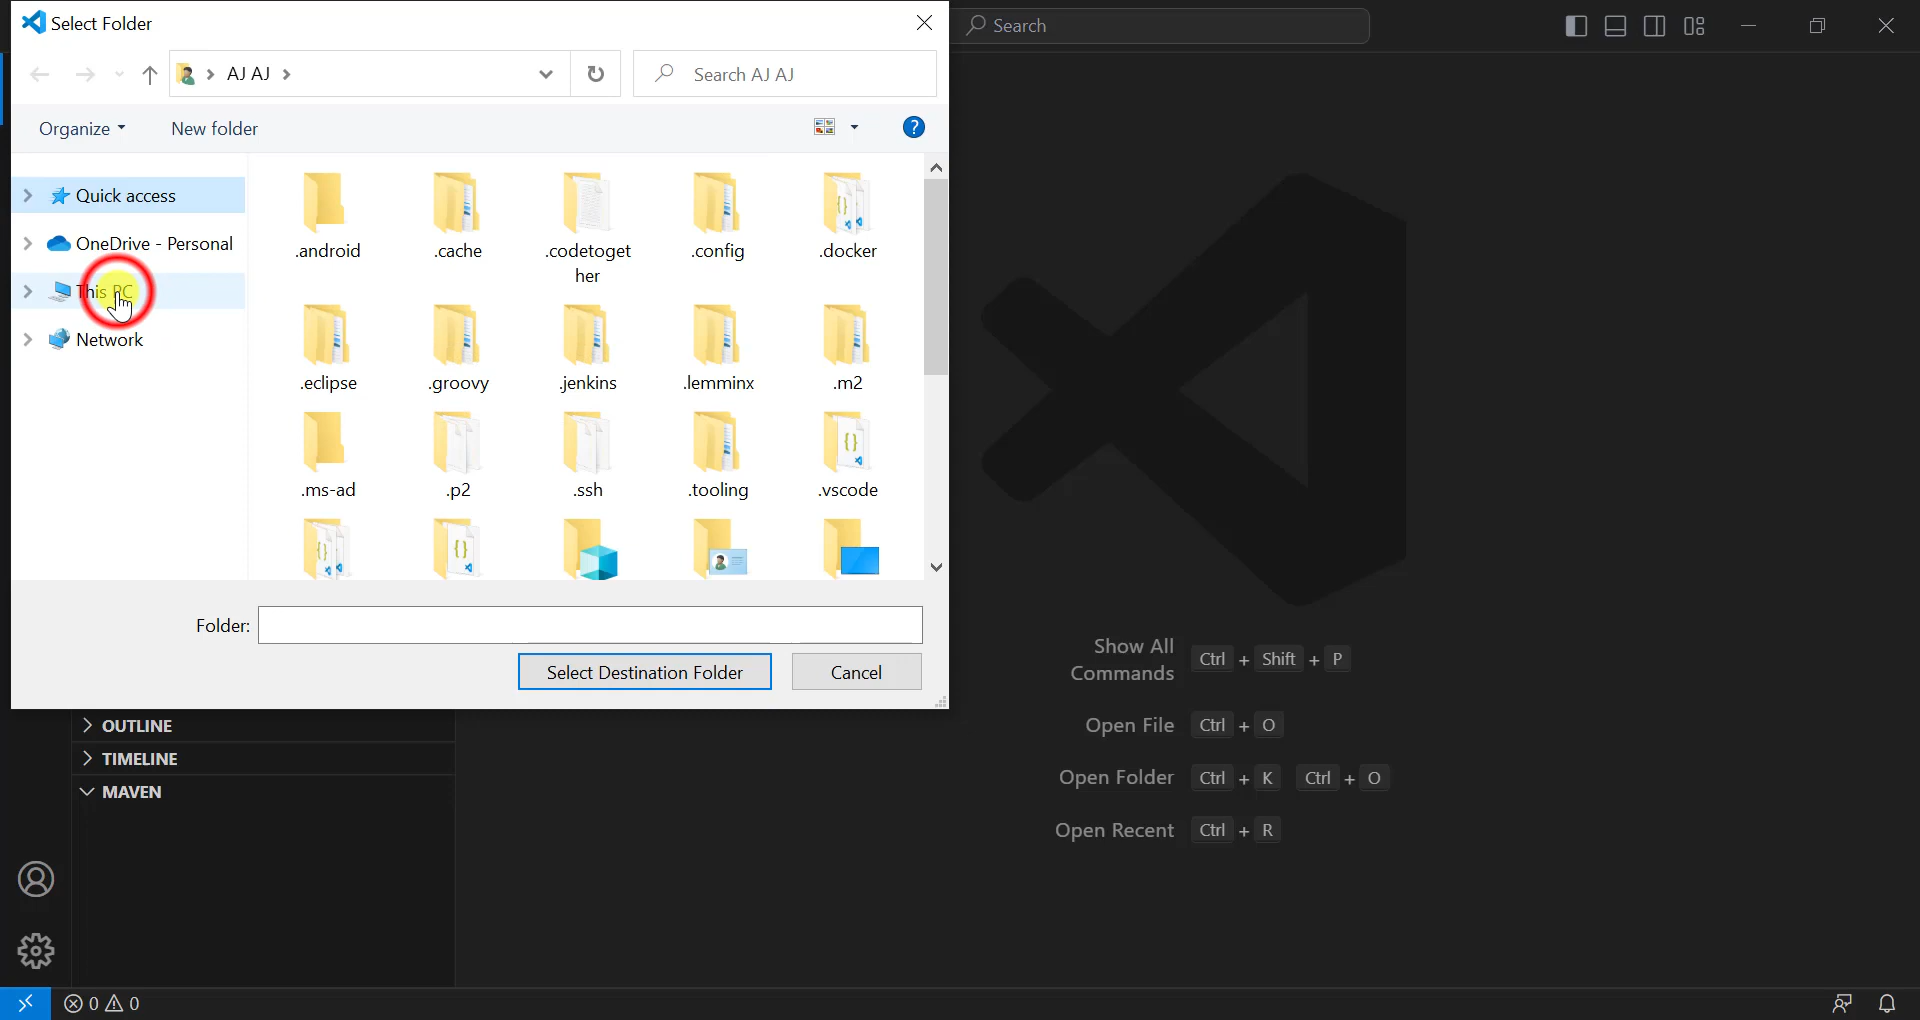 Select Folder
Search
AJ AJ
Search AJ AJ
Organize
New folder
Quick access
OneDrive - Personal
This PC
Network
.android
.cache
.codetoget
her
.config
.docker
.eclipse
.groovy
.jenkins
.lemminx
.m2
.ms-ad
.p2
.ssh
.tooling
.vscode
Folder:
Select Destination Folder
Cancel
OUTLINE
TIMELINE
MAVEN
Show All
Commands
Ctrl + Shift + P
Open File Ctrl + O
Open Folder Ctrl + K Ctrl + O
Open Recent Ctrl + R
0 0